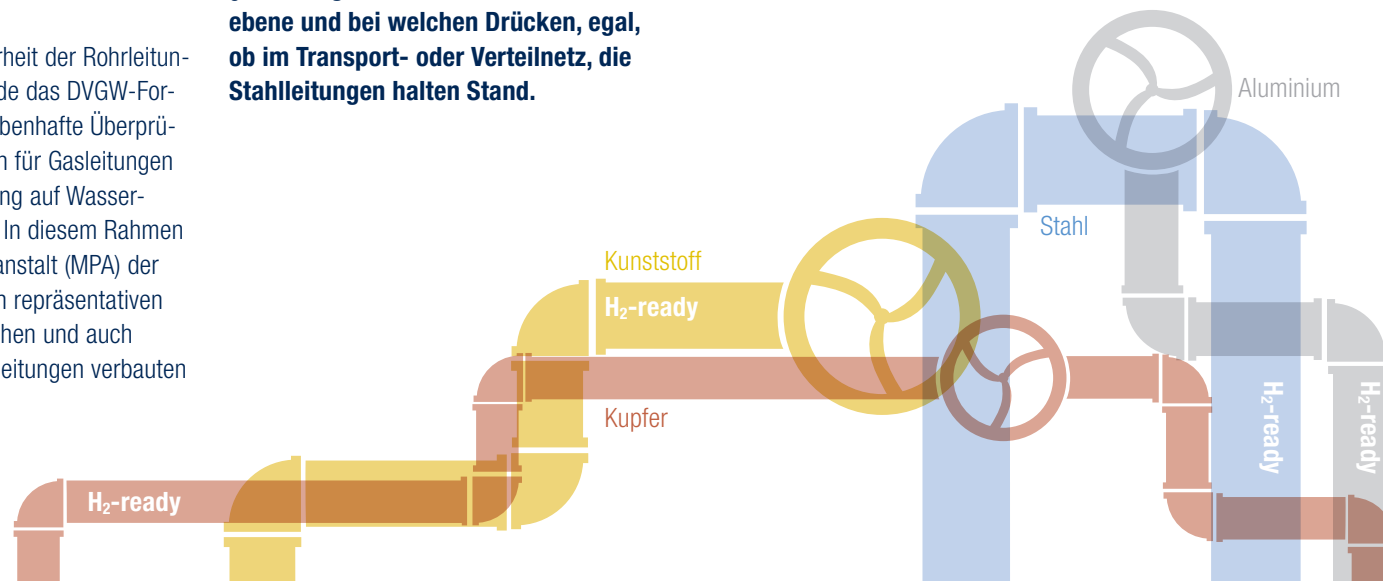 rheit der Rohrleitun-
de das DVGW-For-
benhafte Überprü-
n für Gasleitungen
ng auf Wasser-
In diesem Rahmen
anstalt (MPA) der
n repräsentativen
hen und auch
eitungen verbauten
ebene und bei welchen Drücken, egal,
ob im Transport- oder Verteilnetz, die
Stahlleitungen halten Stand.
Aluminium
Stahl
Kunststoff
H₂-ready
Kupfer
H₂-ready
H₂-ready
H₂-ready